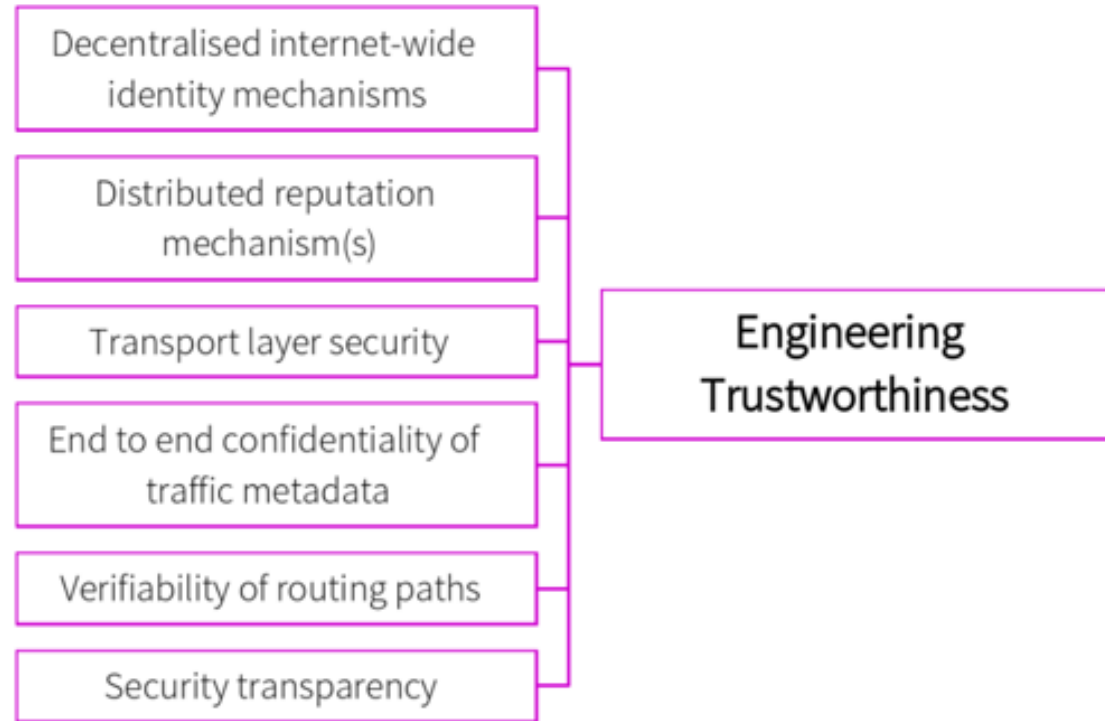 Decentralised internet-wide
identity mechanisms
Distributed reputation
mechanism(s)
Transport layer security
End to end confidentiality of
traffic metadata
Verifiability of routing paths
Security transparency
Engineering
Trustworthiness